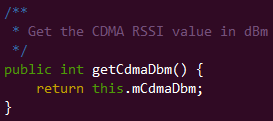 /**
 * Get the CDMA RSSI value in dBm
 */
public int getCdmaDbm() {
    return this.mCdmaDbm;
}